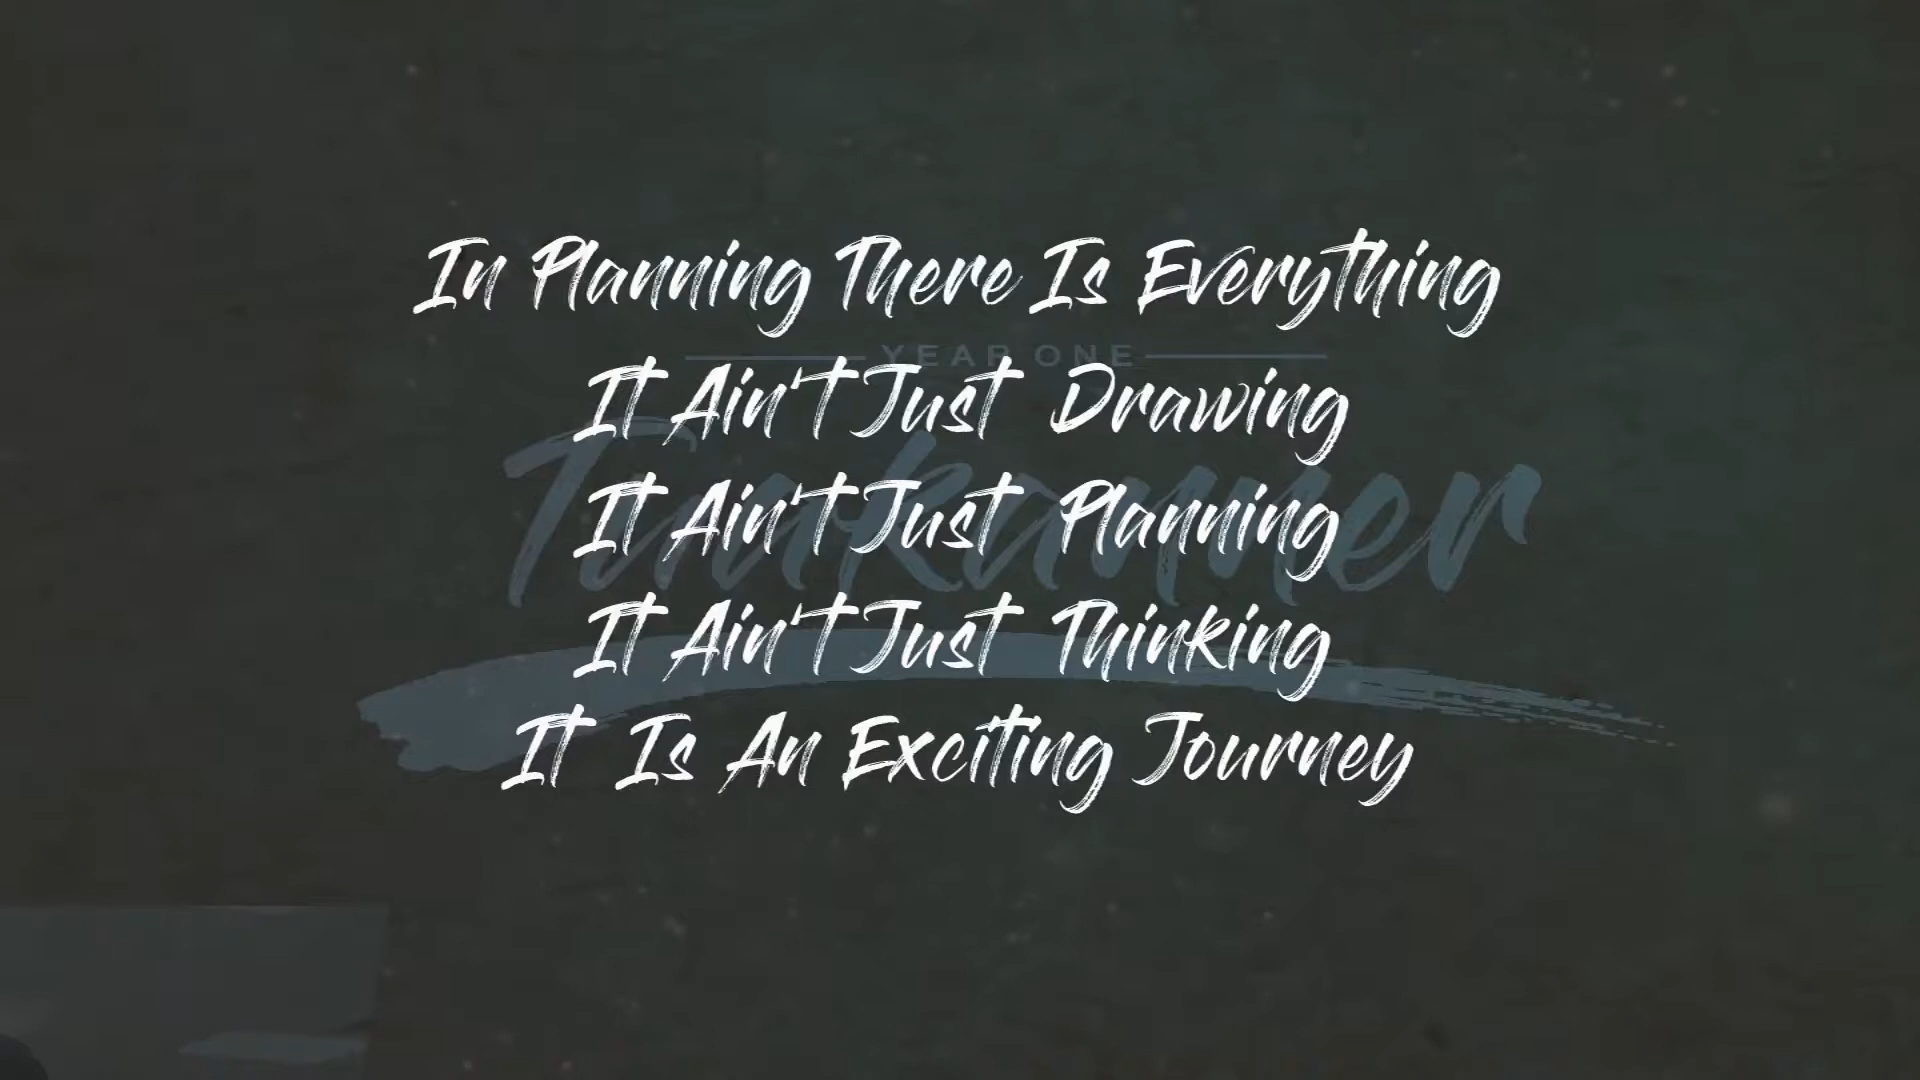 In Planning There Is Everything
YEAR ONE
It Ain't Just Drawing
It Ain't Just Planning
It Ain't Just Thinking
It Is An Exciting Journey